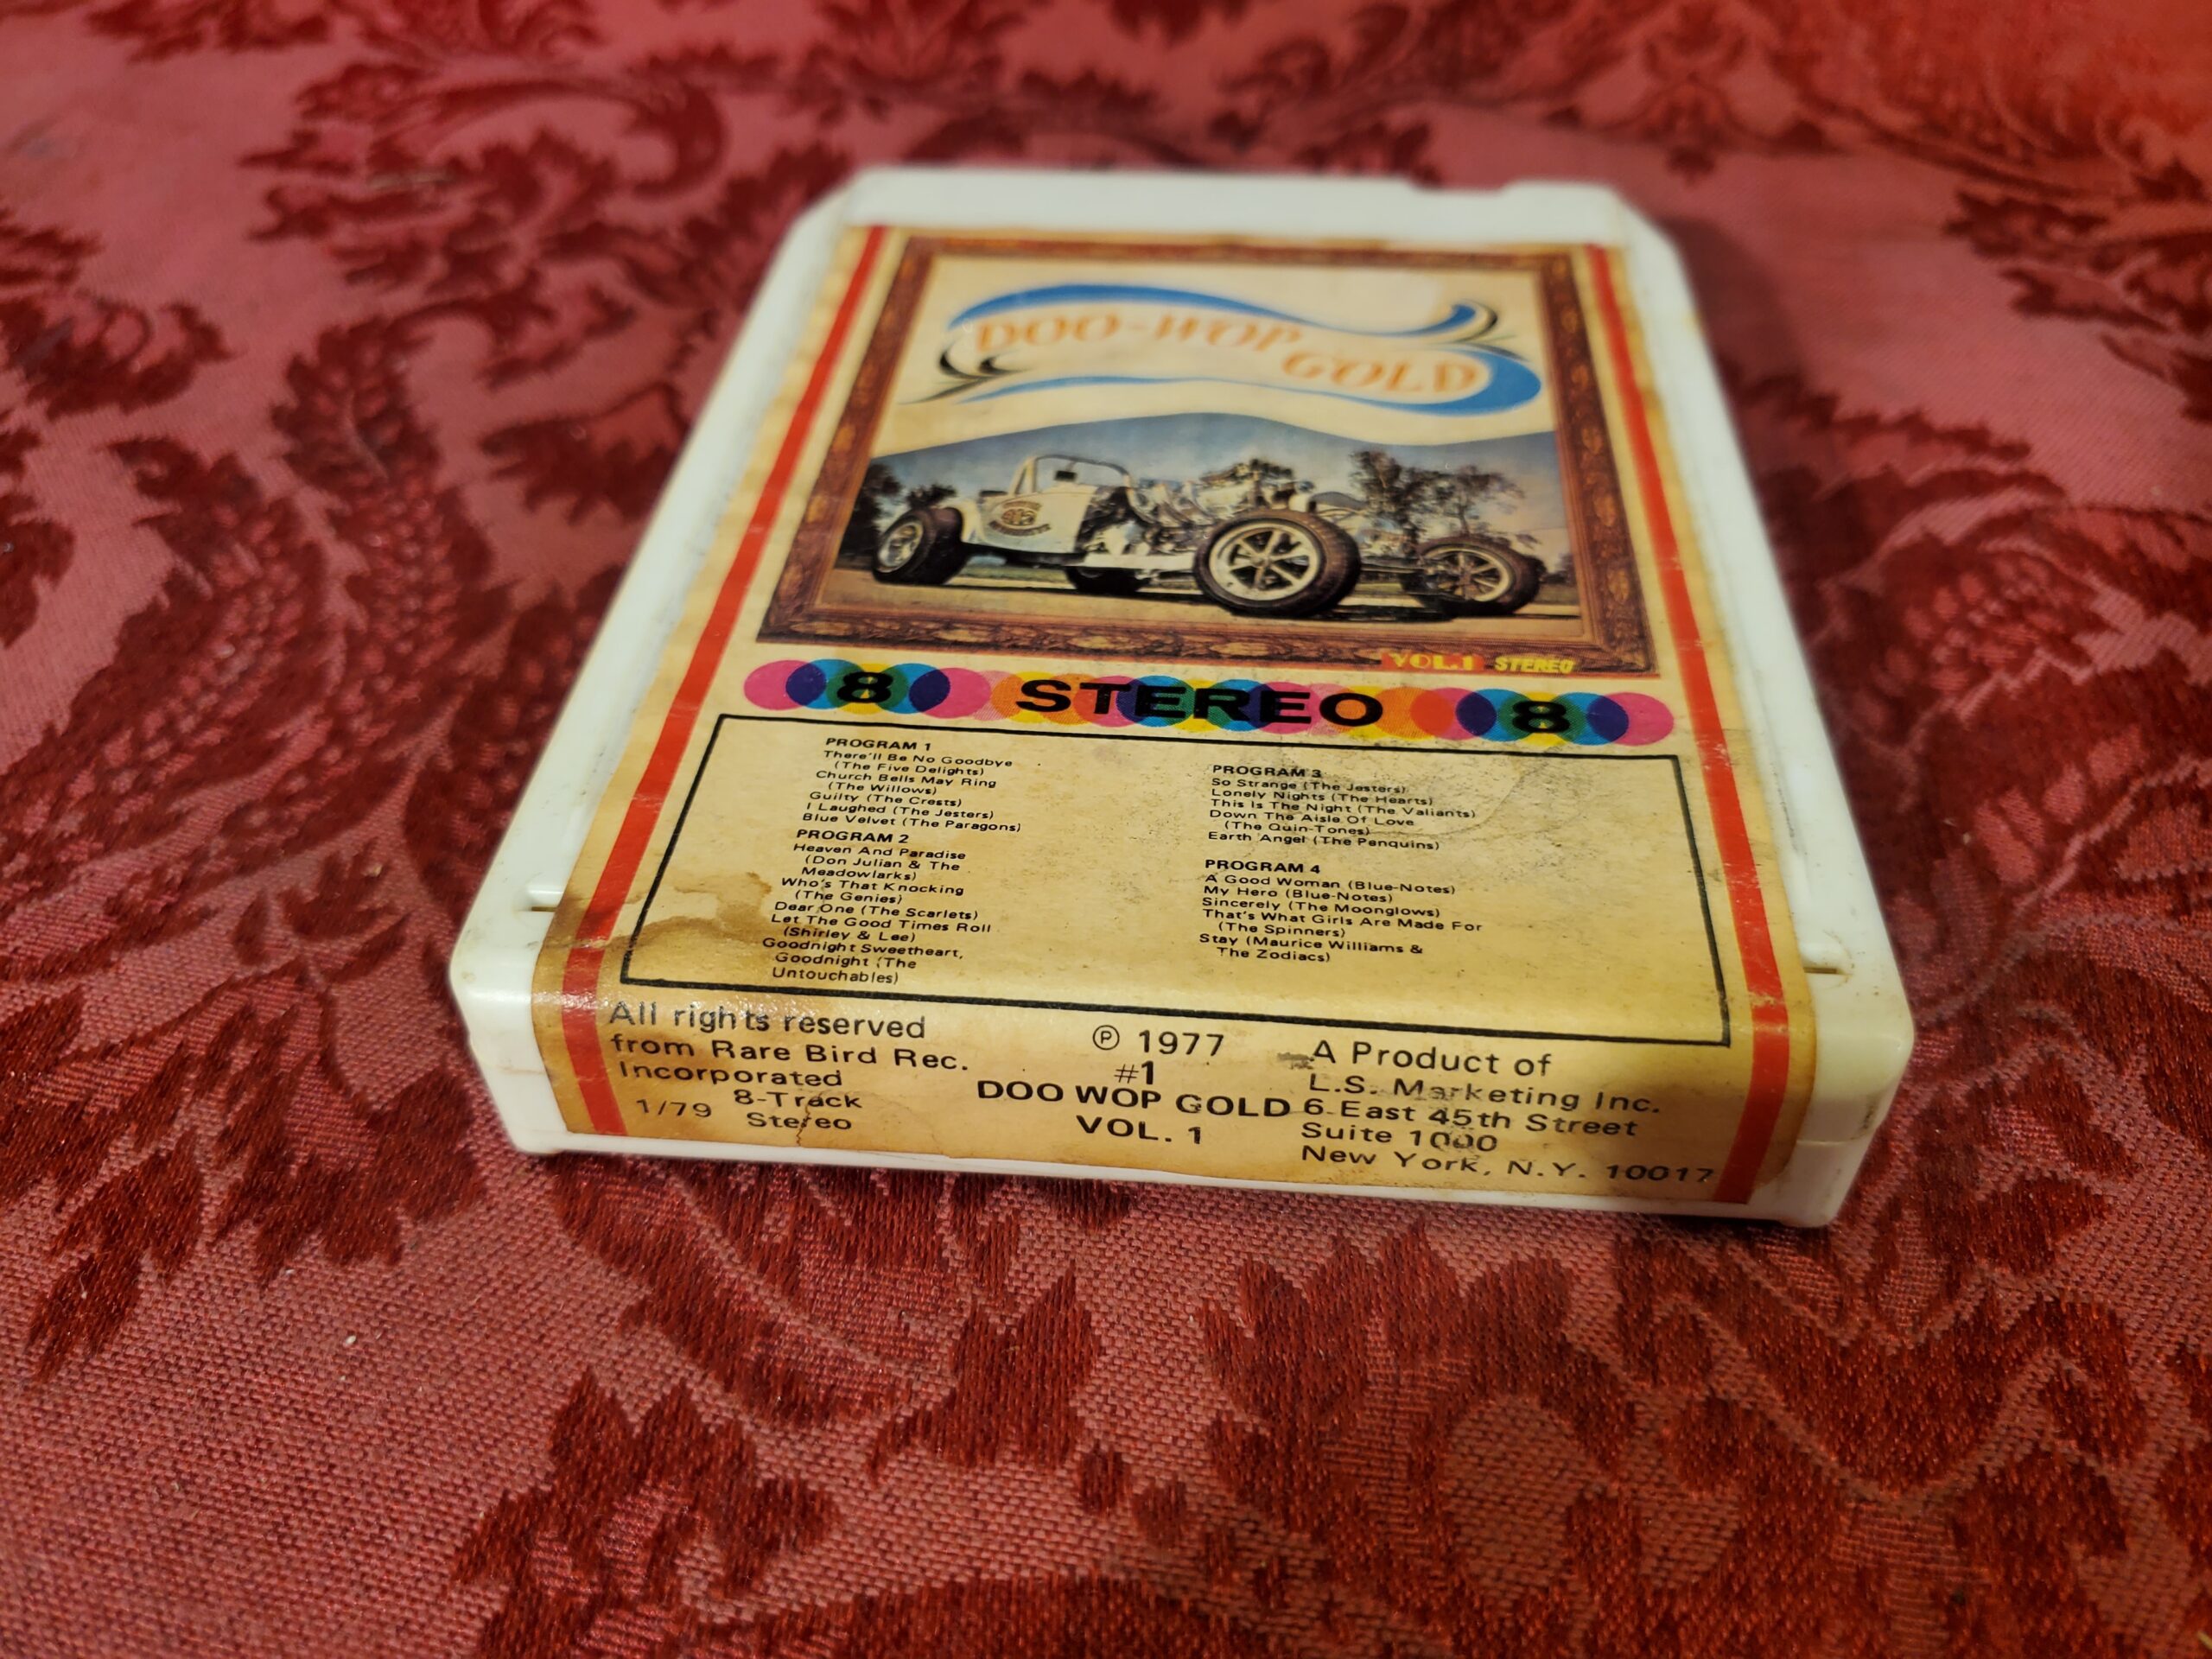 DOO-WOP GOLD
VOL.1 STEREO
8 STEREO 8
PROGRAM 1
There'll Be No Goodbye
(The Five Delights)
Church Bells May Ring
(The Willows)
Guilty (The Crests)
I Laughed (The Jesters)
Blue Velvet (The Paragons)
PROGRAM 2
Heaven And Paradise
(Don Julian & The
Meadowlarks)
Who's That Knocking
(The Genies)
Dear One (The Scarlets)
Let The Good Times Roll
(Shirley & Lee)
Goodnight Sweetheart,
Goodnight (The
Untouchables)
PROGRAM 3
So Strange (The Jesters)
Lonely Nights (The Hearts)
This Is The Night (The Valiants)
Down The Aisle Of Love
(The Quin-Tones)
Earth Angel (The Penquins)
PROGRAM 4
A Good Woman (Blue-Notes)
My Hero (Blue-Notes)
Sincerely (The Moonglows)
That's What Girls Are Made For
(The Spinners)
Stay (Maurice Williams &
The Zodiacs)
All rights reserved
from Rare Bird Rec.
Incorporated
1/79 8-Track
Stereo
℗ 1977
#1
DOO WOP GOLD
VOL. 1
A Product of
L.S. Marketing Inc.
6 East 45th Street
Suite 1000
New York, N.Y. 10017